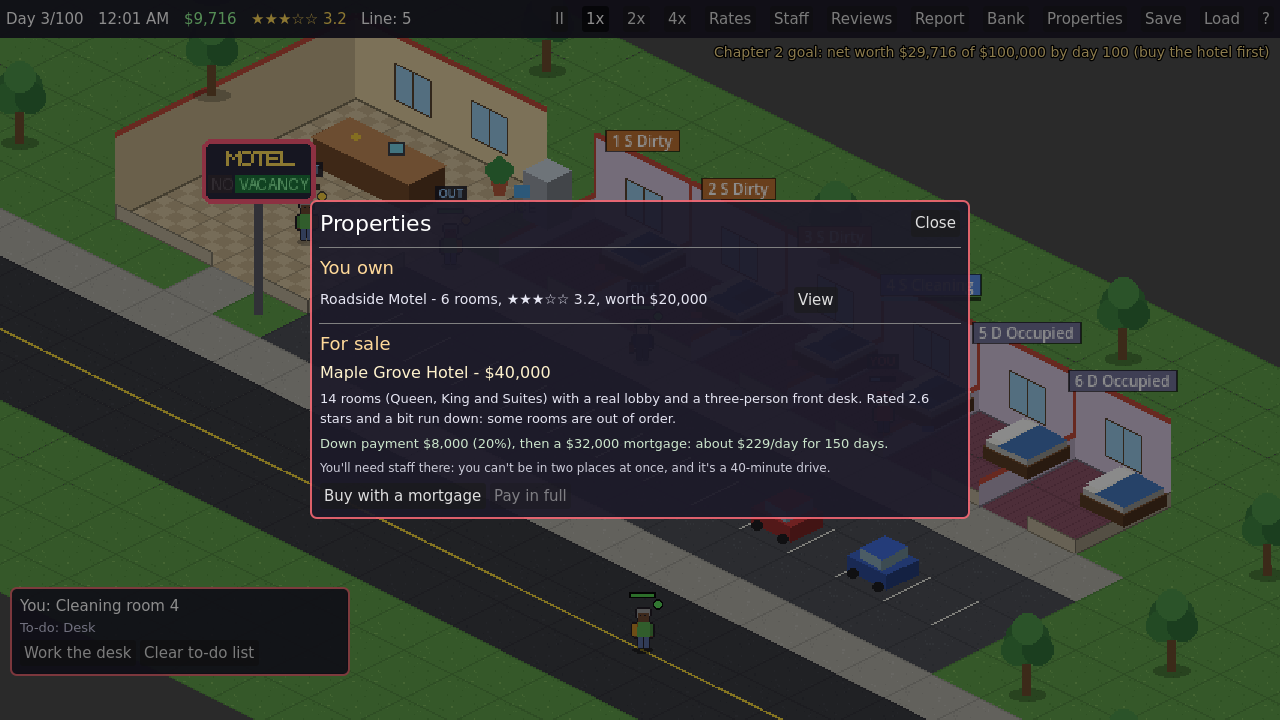 Day 3/100 12:01 AM $9,716 ★★★☆☆ 3.2 Line: 5 II 1x 2x 4x Rates Staff Reviews Report Bank Properties Save Load ?
Chapter 2 goal: net worth $29,716 of $100,000 by day 100 (buy the hotel first)
1 S Dirty
MOTEL
NO VACANCY
2 S Dirty
OUT
Properties Close
3 S Dirty
You own
4 S Cleaning
Roadside Motel - 6 rooms, ★★★☆☆ 3.2, worth $20,000 View
5 D Occupied
For sale
Maple Grove Hotel - $40,000
6 D Occupied
14 rooms (Queen, King and Suites) with a real lobby and a three-person front desk. Rated 2.6
stars and a bit run down: some rooms are out of order.
Down payment $8,000 (20%), then a $32,000 mortgage: about $229/day for 150 days.
You'll need staff there: you can't be in two places at once, and it's a 40-minute drive.
Buy with a mortgage Pay in full
You: Cleaning room 4
To-do: Desk
Work the desk Clear to-do list